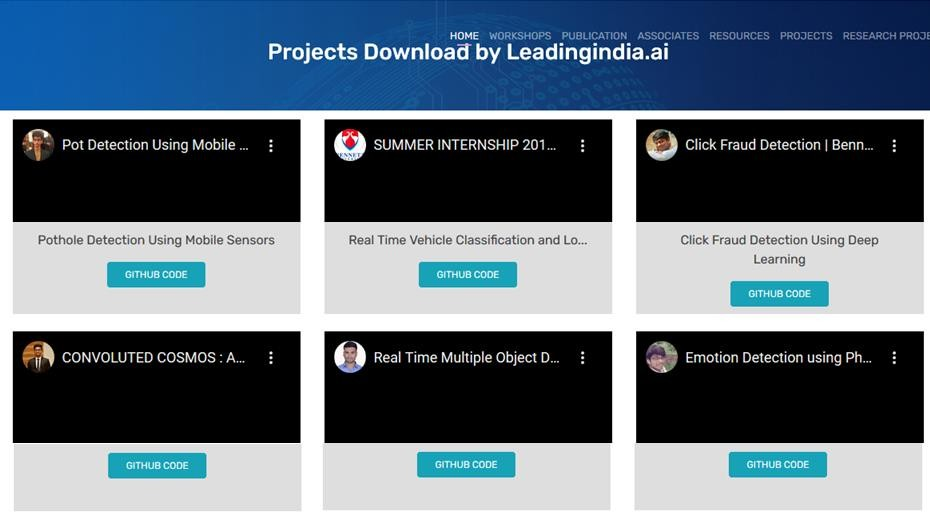 HOME WORKSHOPS PUBLICATION ASSOCIATES RESOURCES PROJECTS RESEARCH PROJE
Projects Download by Leadingindia.ai
Pot Detection Using Mobile ...
SUMMER INTERNSHIP 201...
Click Fraud Detection | Benn...
Pothole Detection Using Mobile Sensors
GITHUB CODE
Real Time Vehicle Classification and Lo...
GITHUB CODE
Click Fraud Detection Using Deep
Learning
GITHUB CODE
CONVOLUTED COSMOS : A...
Real Time Multiple Object D...
Emotion Detection using Ph...
GITHUB CODE
GITHUB CODE
GITHUB CODE